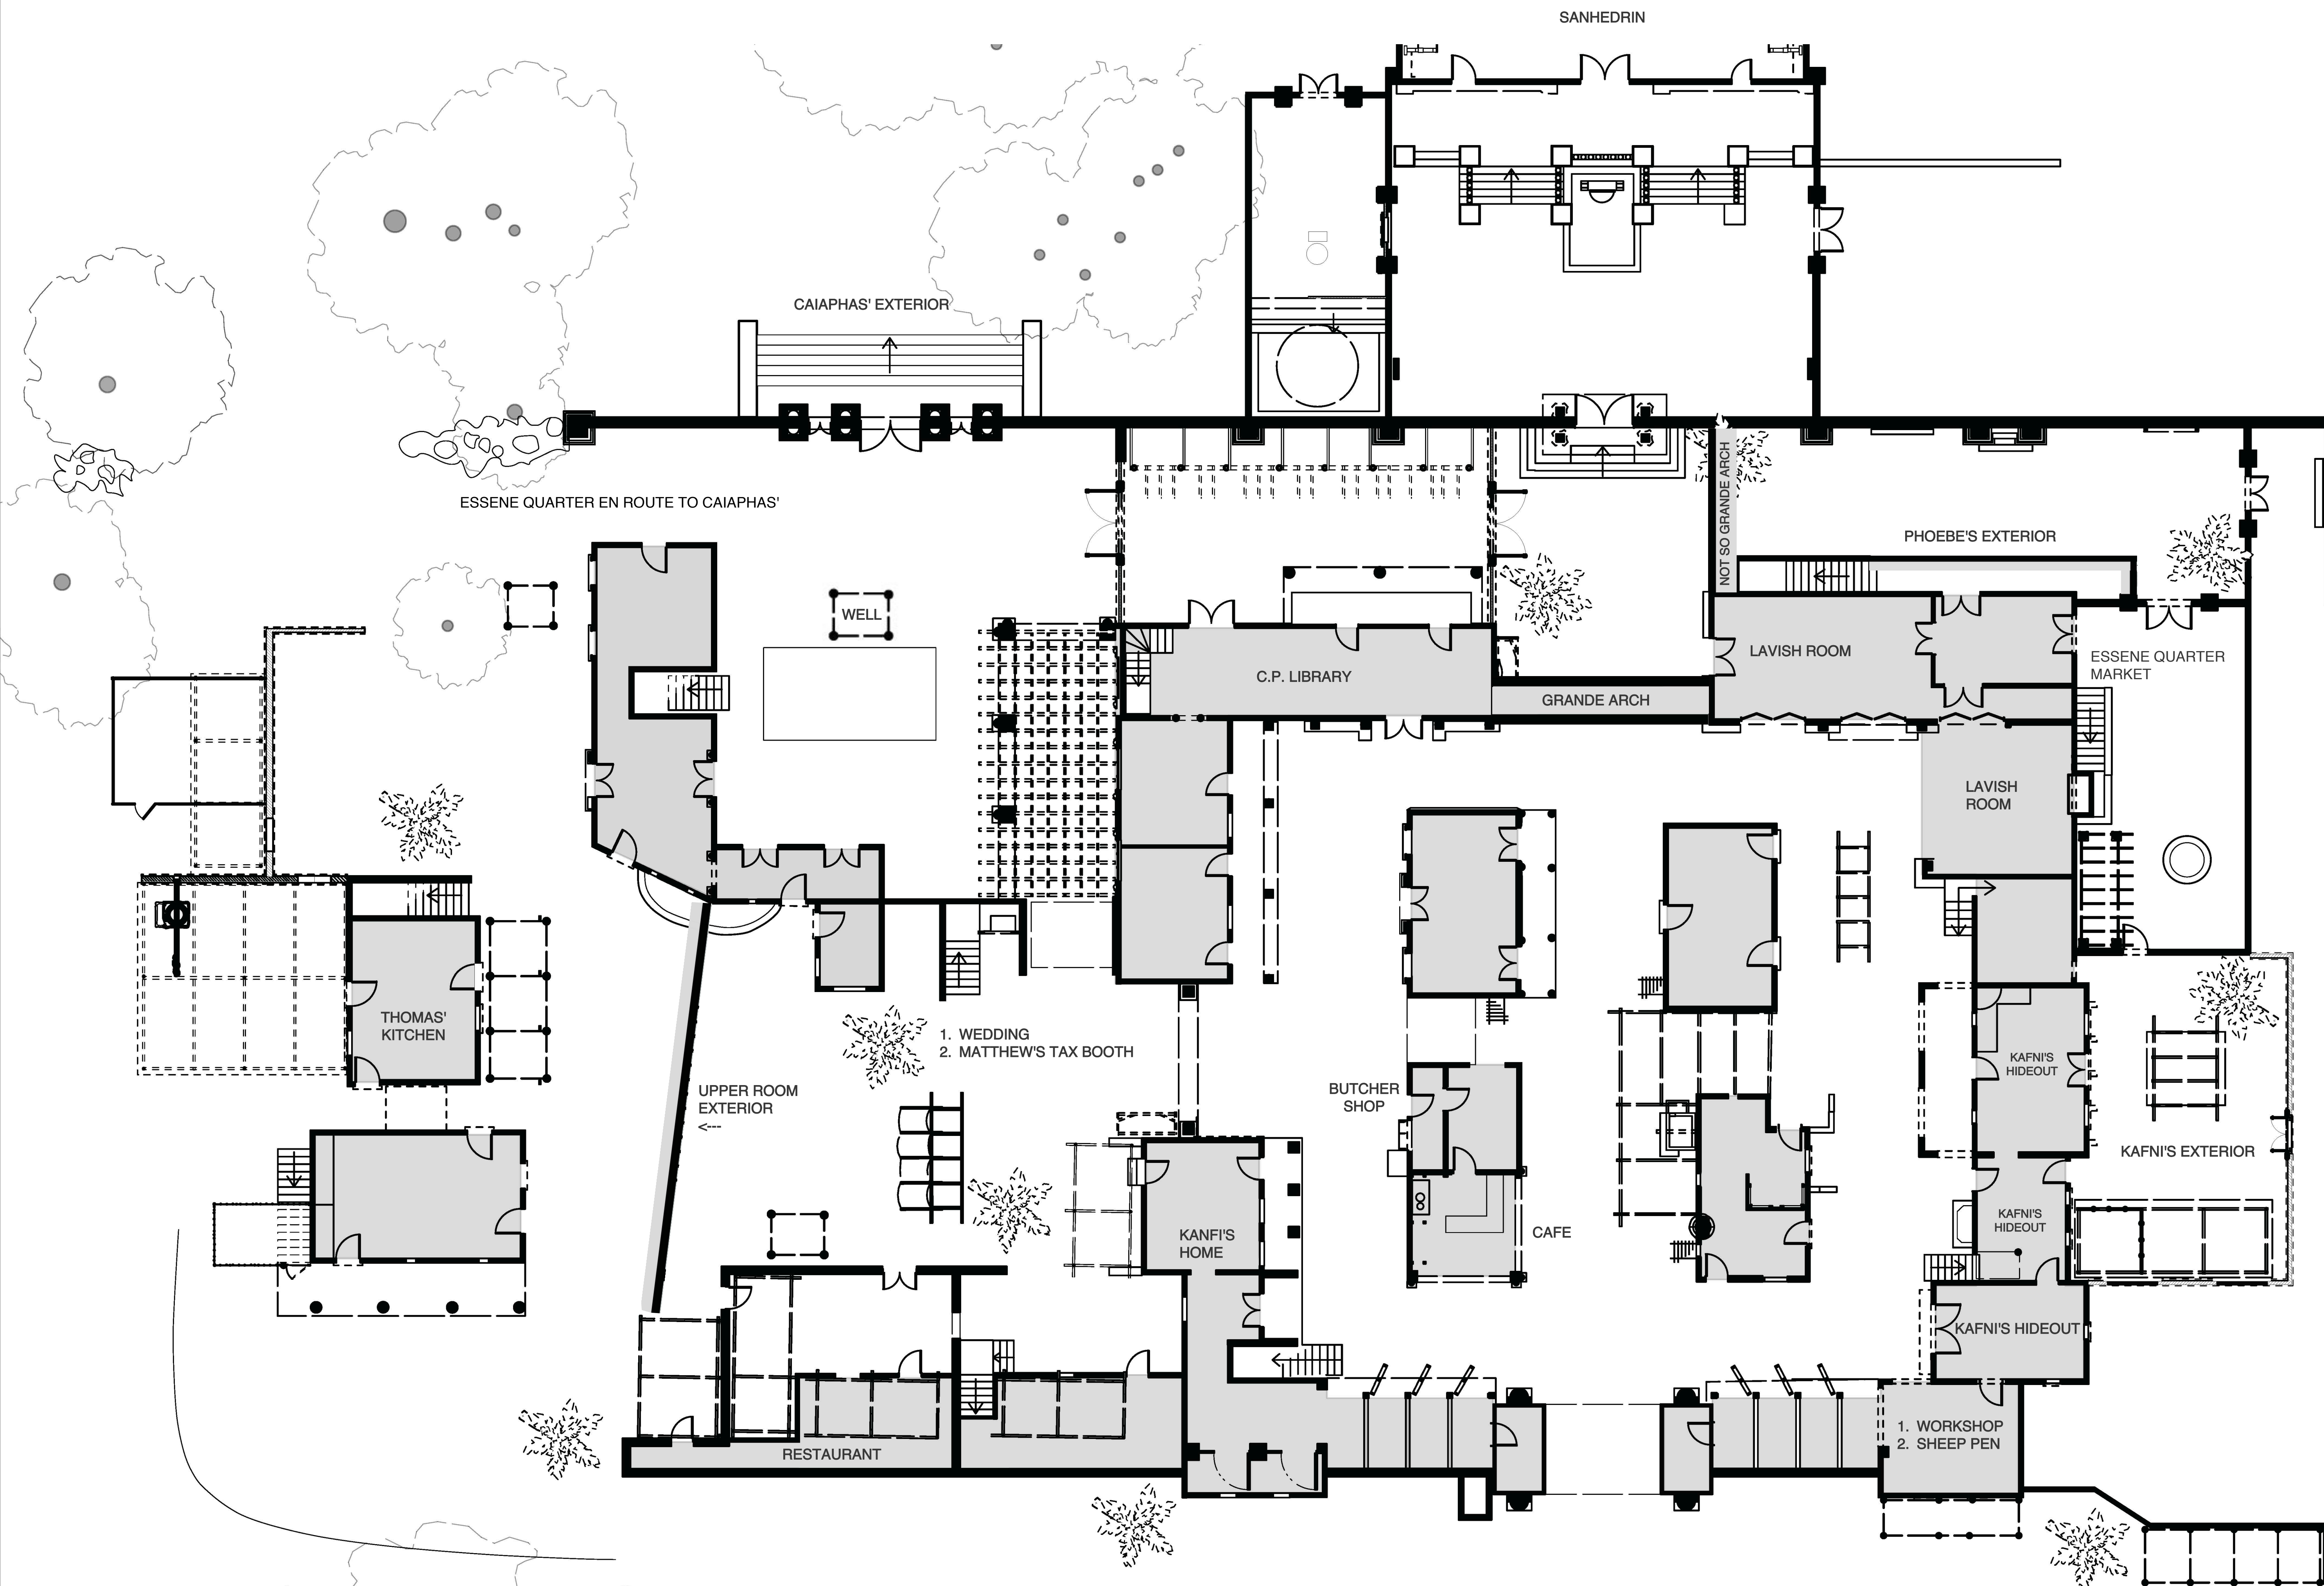 SANHEDRIN
CAIAPHAS' EXTERIOR
ESSENE QUARTER EN ROUTE TO CAIAPHAS'
NOT SO GRANDE ARCH
PHOEBE'S EXTERIOR
WELL
LAVISH ROOM
ESSENE QUARTER
MARKET
C.P. LIBRARY
GRANDE ARCH
LAVISH
ROOM
THOMAS'
KITCHEN
1. WEDDING
2. MATTHEW'S TAX BOOTH
UPPER ROOM
EXTERIOR
<---
BUTCHER
SHOP
KAFNI'S
HIDEOUT
KAFNI'S EXTERIOR
KANFI'S
HOME
CAFE
KAFNI'S
HIDEOUT
KAFNI'S HIDEOUT
RESTAURANT
1. WORKSHOP
2. SHEEP PEN